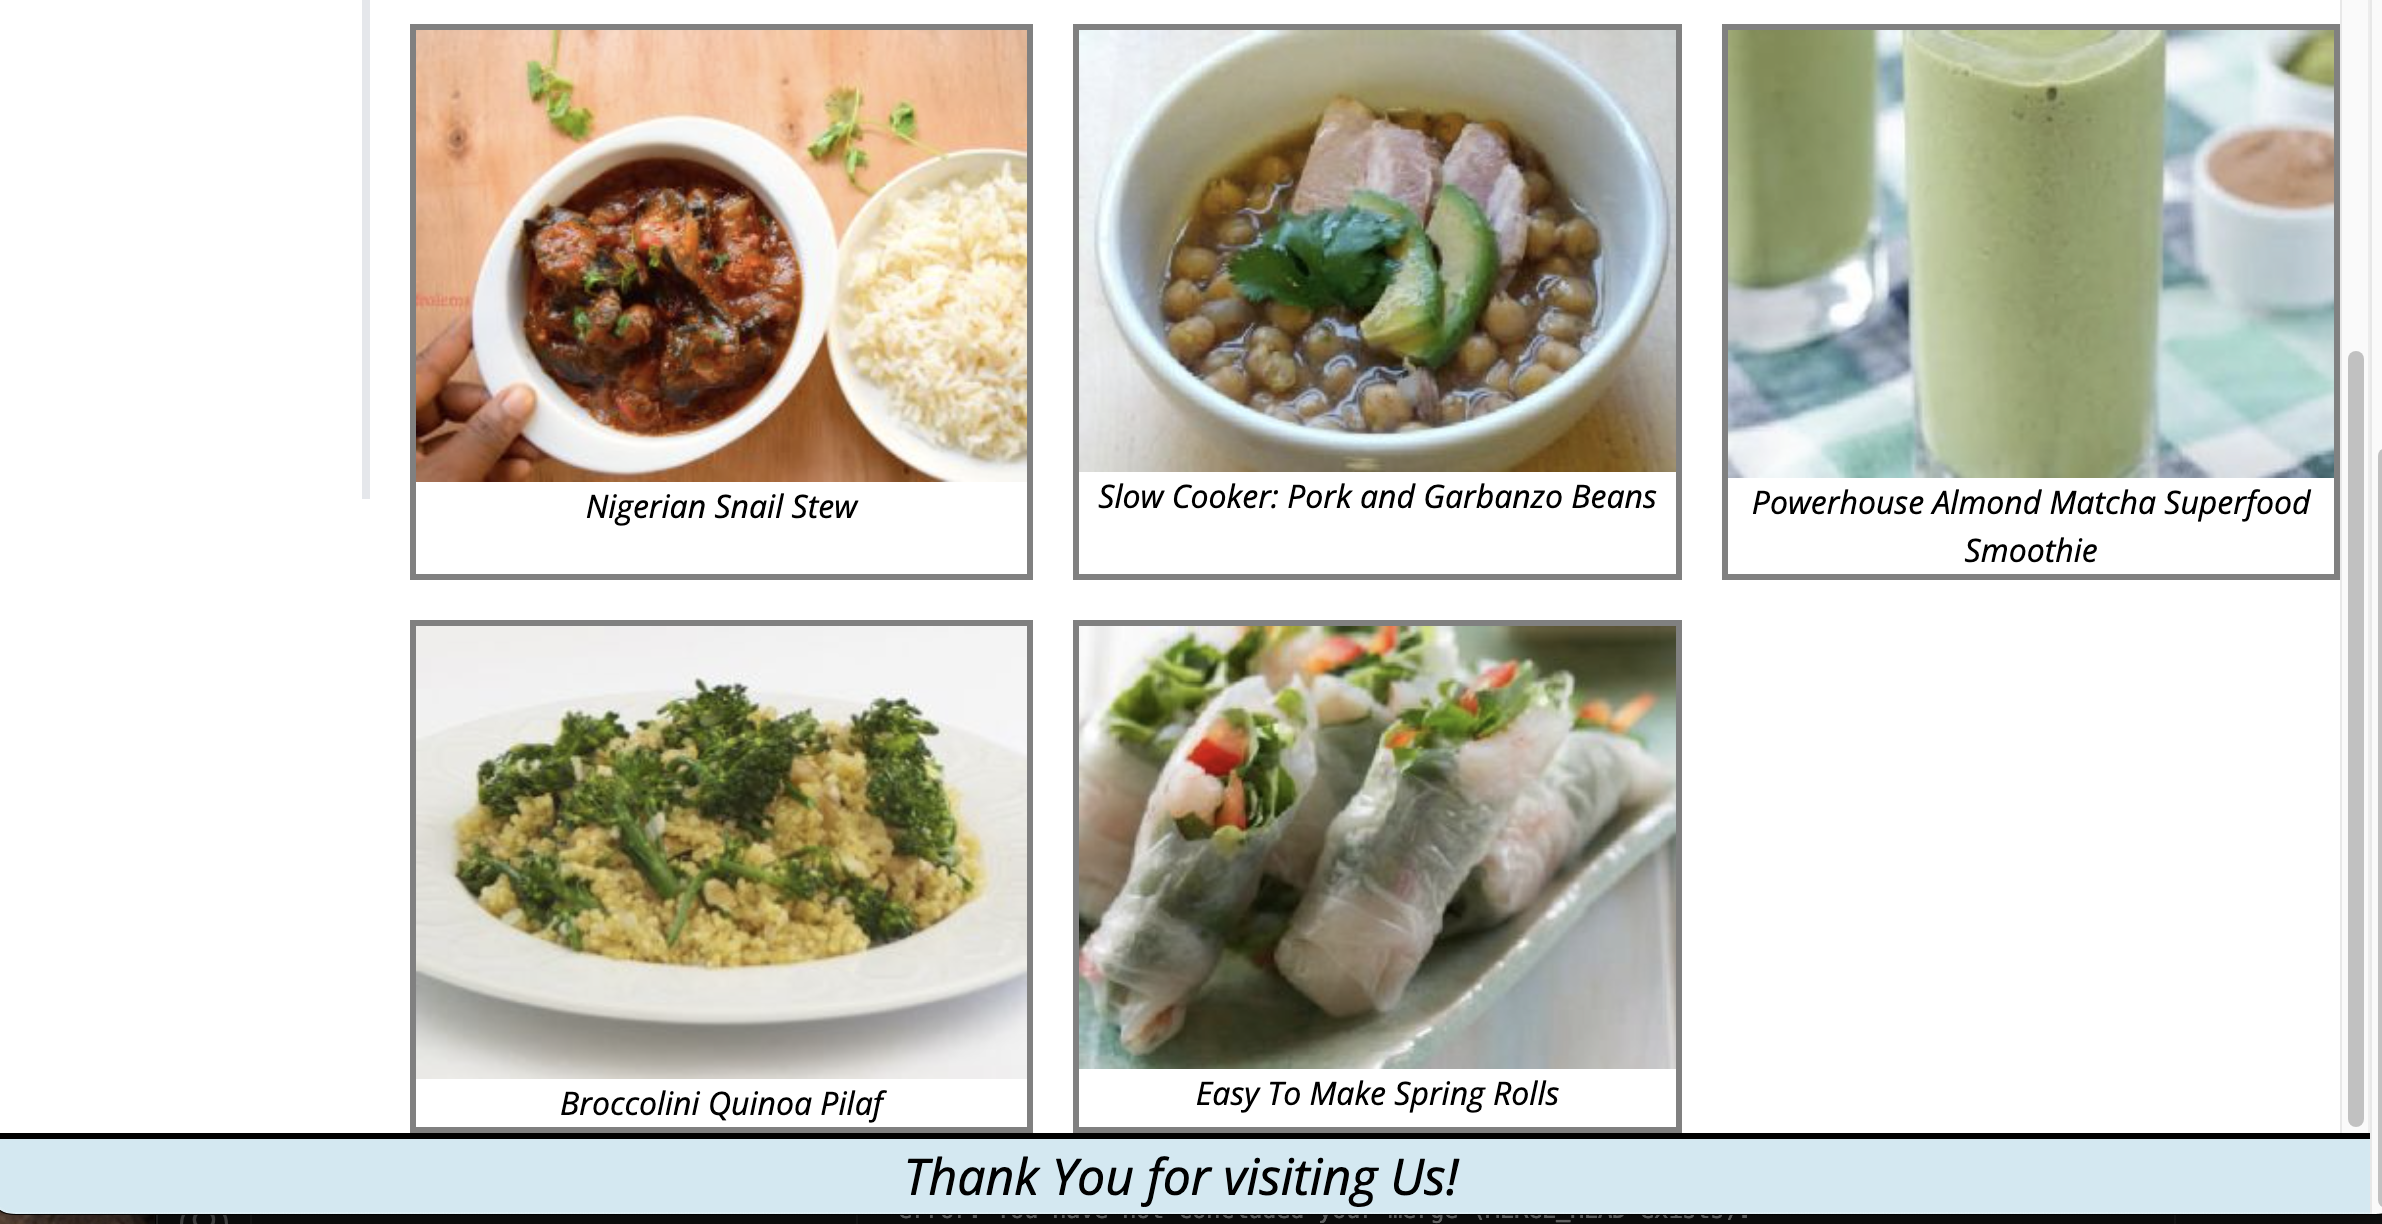 Nigerian Snail Stew
Slow Cooker: Pork and Garbanzo Beans
Powerhouse Almond Matcha Superfood
Smoothie
Broccolini Quinoa Pilaf
Easy To Make Spring Rolls
Thank You for visiting Us!